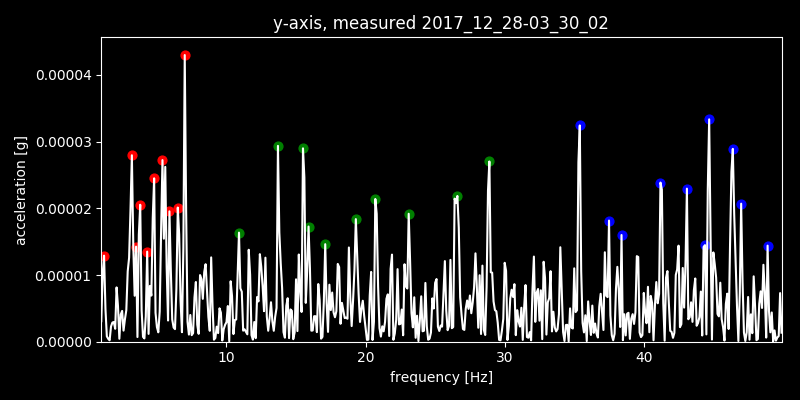 y-axis, measured 2017_12_28-03_30_02
acceleration [g]
0.00004
0.00003
0.00002
0.00001
0.00000
10 20 30 40
frequency [Hz]